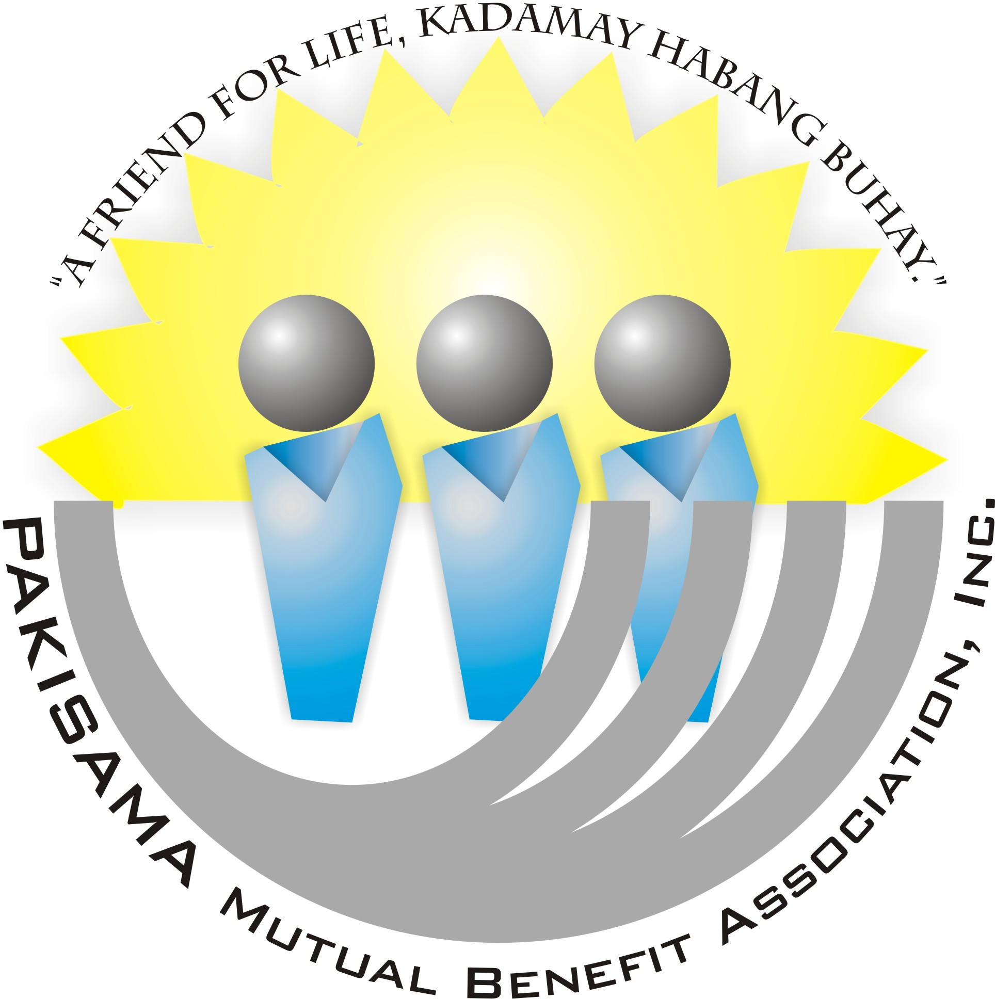 "A FRIEND FOR LIFE, KADAMAY HABANG BUHAY."
PAKISAMA MUTUAL BENEFIT ASSOCIATION, INC.